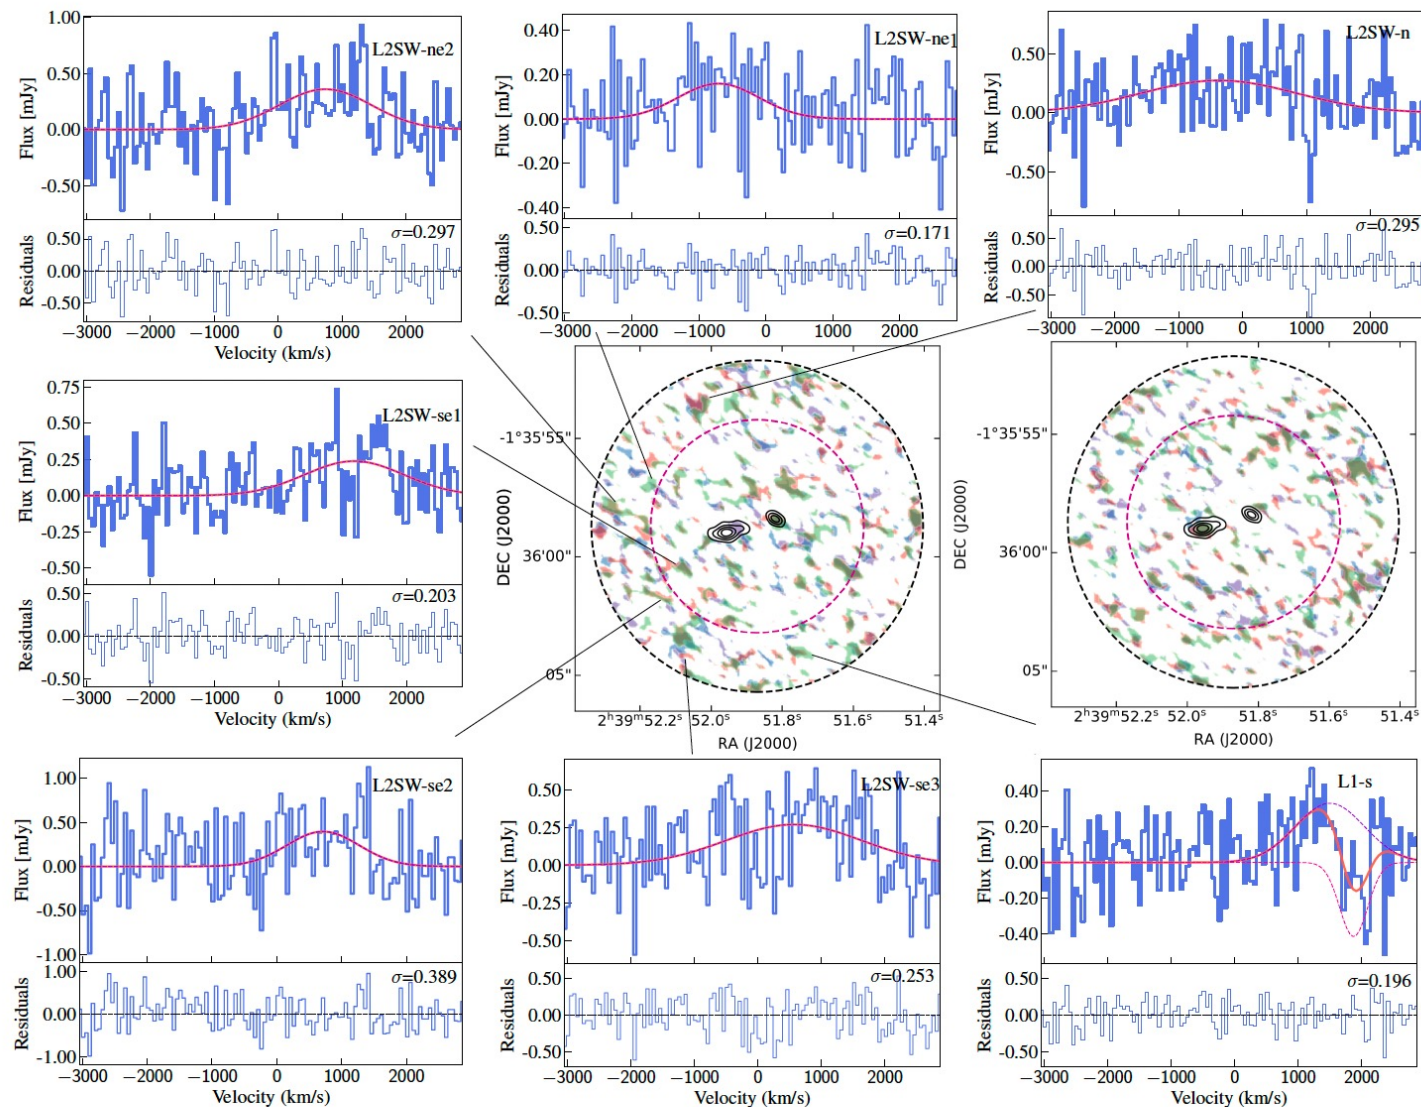 L2SW-ne2
Flux [mJy]
1.00
0.50
0.00
-0.50
Residuals
σ=0.297
0.50
0.00
-0.50
−3000 −2000 −1000 0 1000 2000
Velocity (km/s)
L2SW-ne1
Flux [mJy]
0.40
0.20
0.00
-0.20
-0.40
Residuals
σ=0.171
0.50
0.00
-0.50
−3000 −2000 −1000 0 1000 2000
L2SW-n
Flux [mJy]
0.50
0.00
-0.50
Residuals
σ=0.295
0.50
0.00
-0.50
−3000 −2000 −1000 0 1000 2000
L2SW-se1
Flux [mJy]
0.75
0.50
0.25
0.00
-0.25
-0.50
Residuals
σ=0.203
0.50
0.00
-0.50
−3000 −2000 −1000 0 1000 2000
Velocity (km/s)
DEC (J2000)
-1°35'55"
36'00"
05"
2ʰ39ᵐ52.2ˢ 52.0ˢ 51.8ˢ 51.6ˢ 51.4ˢ
RA (J2000)
DEC (J2000)
-1°35'55"
36'00"
05"
2ʰ39ᵐ52.2ˢ 52.0ˢ 51.8ˢ 51.6ˢ 51.4ˢ
RA (J2000)
L2SW-se2
Flux [mJy]
1.00
0.50
0.00
-0.50
-1.00
Residuals
σ=0.389
1.00
0.00
-1.00
−3000 −2000 −1000 0 1000 2000
Velocity (km/s)
L2SW-se3
Flux [mJy]
0.50
0.25
0.00
-0.25
-0.50
Residuals
σ=0.253
0.50
0.00
-0.50
−3000 −2000 −1000 0 1000 2000
Velocity (km/s)
L1-s
Flux [mJy]
0.40
0.20
0.00
-0.20
-0.40
Residuals
σ=0.196
0.50
0.00
-0.50
−3000 −2000 −1000 0 1000 2000
Velocity (km/s)